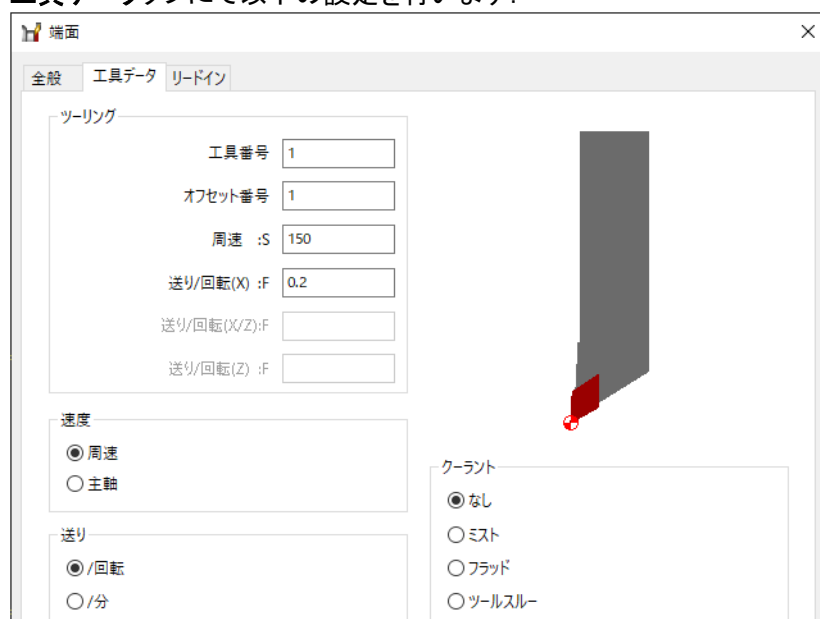 端面
全般 工具データ リードイン
ツーリング
工具番号 1
オフセット番号 1
周速 :S 150
送り/回転(X) :F 0.2
送り/回転(X/Z):F
送り/回転(Z) :F
速度
周速
主軸
送り
/回転
/分
クーラント
なし
ミスト
フラッド
ツールスルー